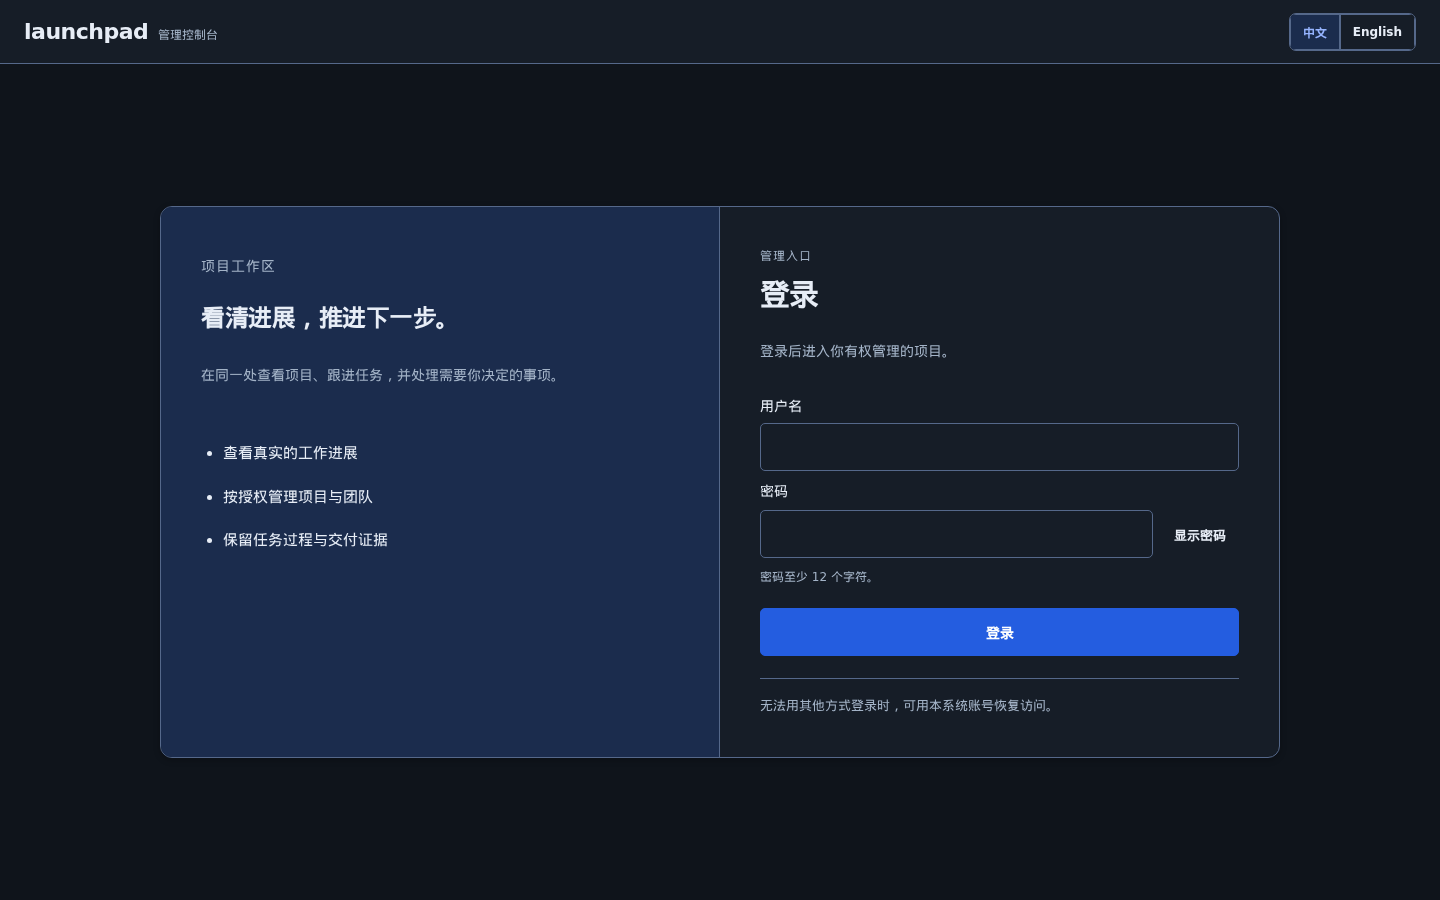 launchpad 管理控制台
中文 English
项目工作区
看清进展，推进下一步。
在同一处查看项目、跟进任务，并处理需要你决定的事项。
查看真实的工作进展
按授权管理项目与团队
保留任务过程与交付证据
管理入口
登录
登录后进入你有权管理的项目。
用户名
密码
显示密码
密码至少 12 个字符。
登录
无法用其他方式登录时，可用本系统账号恢复访问。